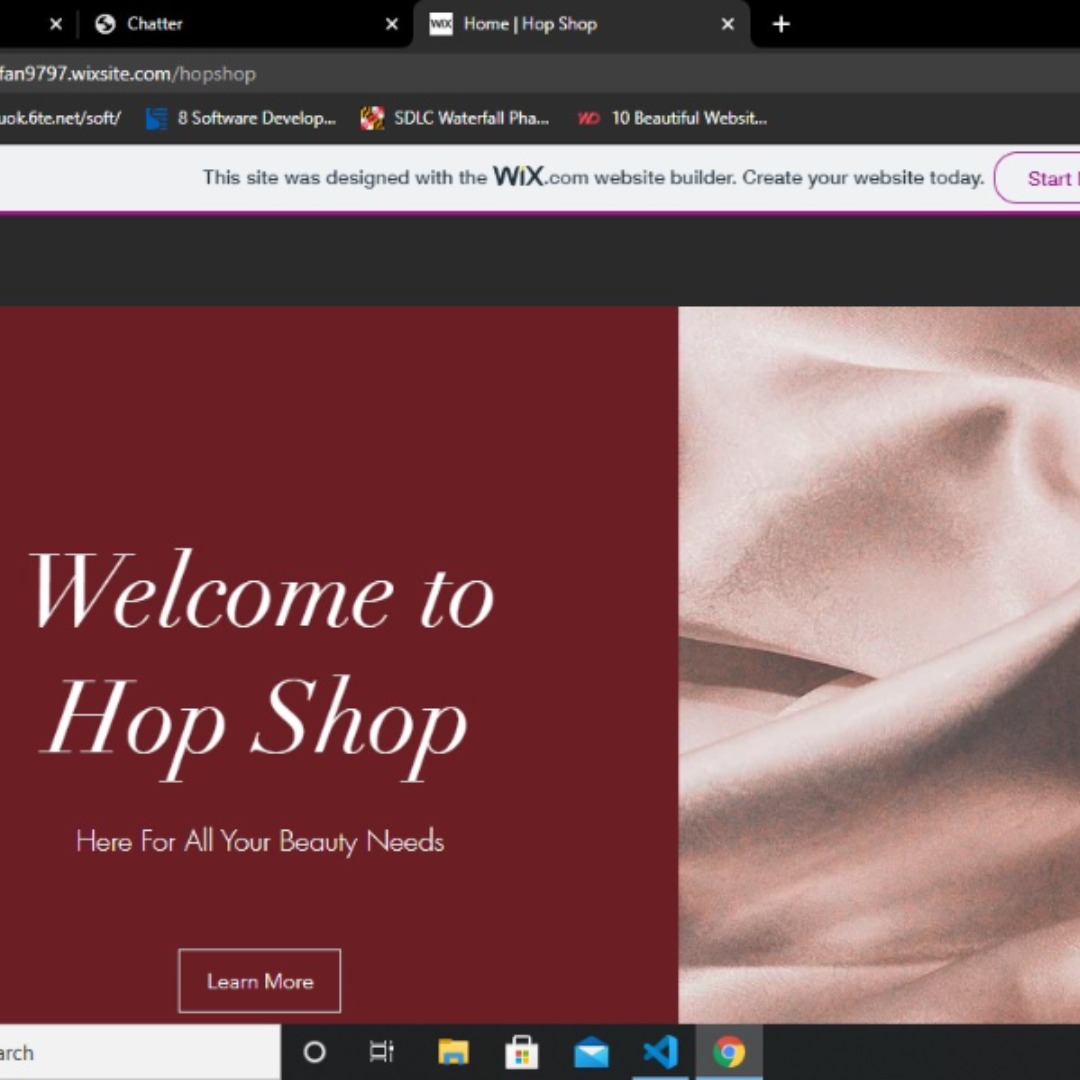 Chatter
WiX Home | Hop Shop
fan9797.wixsite.com/hopshop
uok.6te.net/soft/ 8 Software Develop... SDLC Waterfall Pha... WD 10 Beautiful Websit...
This site was designed with the WiX.com website builder. Create your website today. Start
Welcome to
Hop Shop
Here For All Your Beauty Needs
Learn More
arch